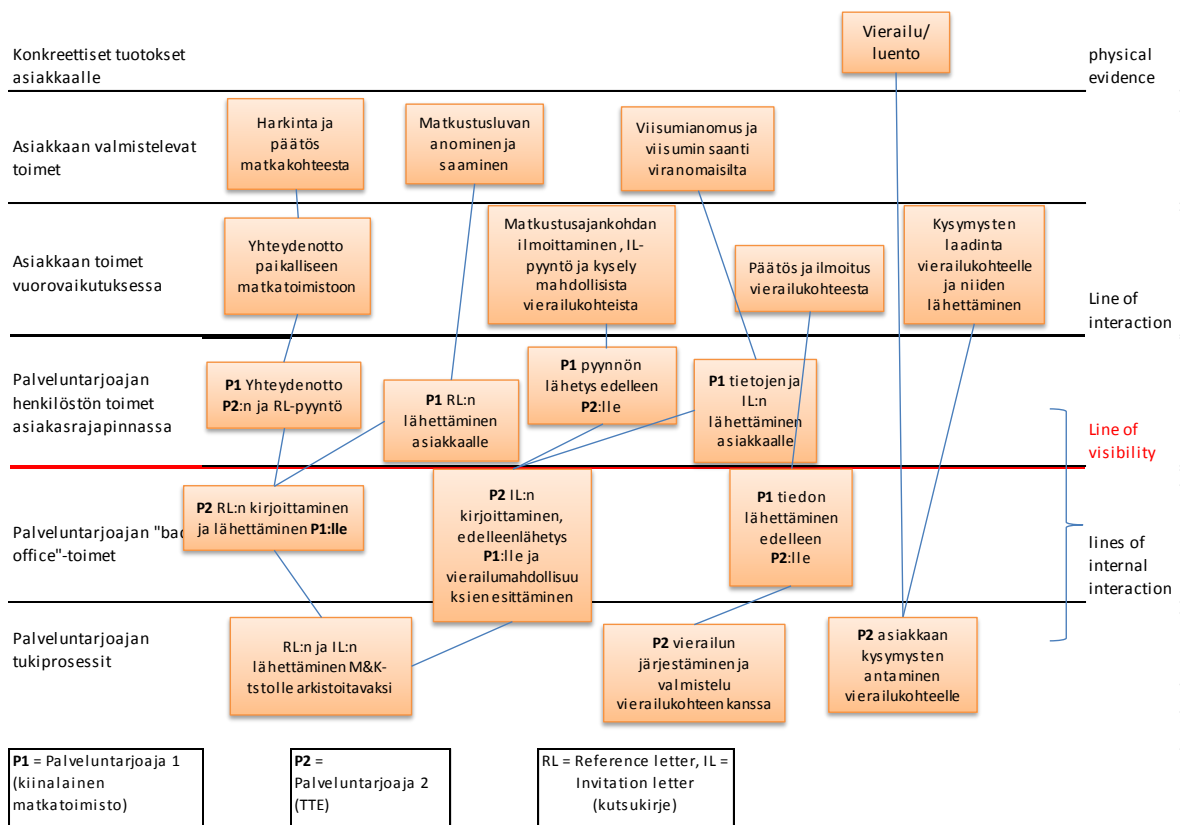 Konkreettiset tuotokset
asiakkaalle
Vierailu/
luento
physical
evidence
Asiakkaan valmistelevat
toimet
Harkinta ja
päätös
matkakohteesta
Matkustusluvan
anominen ja
saaminen
Viisumianomus ja
viisumin saanti
viranomaisilta
Asiakkaan toimet
vuorovaikutuksessa
Yhteydenotto
paikalliseen
matkatoimistoon
Matkustusajankohdan
ilmoittaminen, IL-
pyyntö ja kysely
mahdollisista
vierailukohteista
Päätös ja ilmoitus
vierailukohteesta
Kysymysten
laadinta
vierailukohteelle
ja niiden
lähettäminen
Line of
interaction
Palveluntarjoajan
henkilöstön toimet
asiakasrajapinnassa
P1 Yhteydenotto
P2:n ja RL-pyyntö
P1 RL:n
lähettäminen
asiakkaalle
P1 pyynnön
lähetys edelleen
P2:lle
P1 tietojen ja
IL:n
lähettäminen
asiakkaalle
Line of
visibility
Palveluntarjoajan "bac
office"-toimet
P2 RL:n kirjoittaminen
ja lähettäminen P1:lle
P2 IL:n
kirjoittaminen,
edelleenlähetys
P1:lle ja
vierailumahdollisuu
ksien esittäminen
P1 tiedon
lähettäminen
edelleen
P2:lle
lines of
internal
interaction
Palveluntarjoajan
tukiprosessit
RL:n ja IL:n
lähettäminen M&K-
tstolle arkistoitavaksi
P2 vierailun
järjestäminen ja
valmistelu
vierailukohteen kanssa
P2 asiakkaan
kysymysten
antaminen
vierailukohteelle
P1 = Palveluntarjoaja 1
(kiinalainen
matkatoimisto)
P2 =
Palveluntarjoaja 2
(TTE)
RL = Reference letter, IL =
Invitation letter
(kutsukirje)